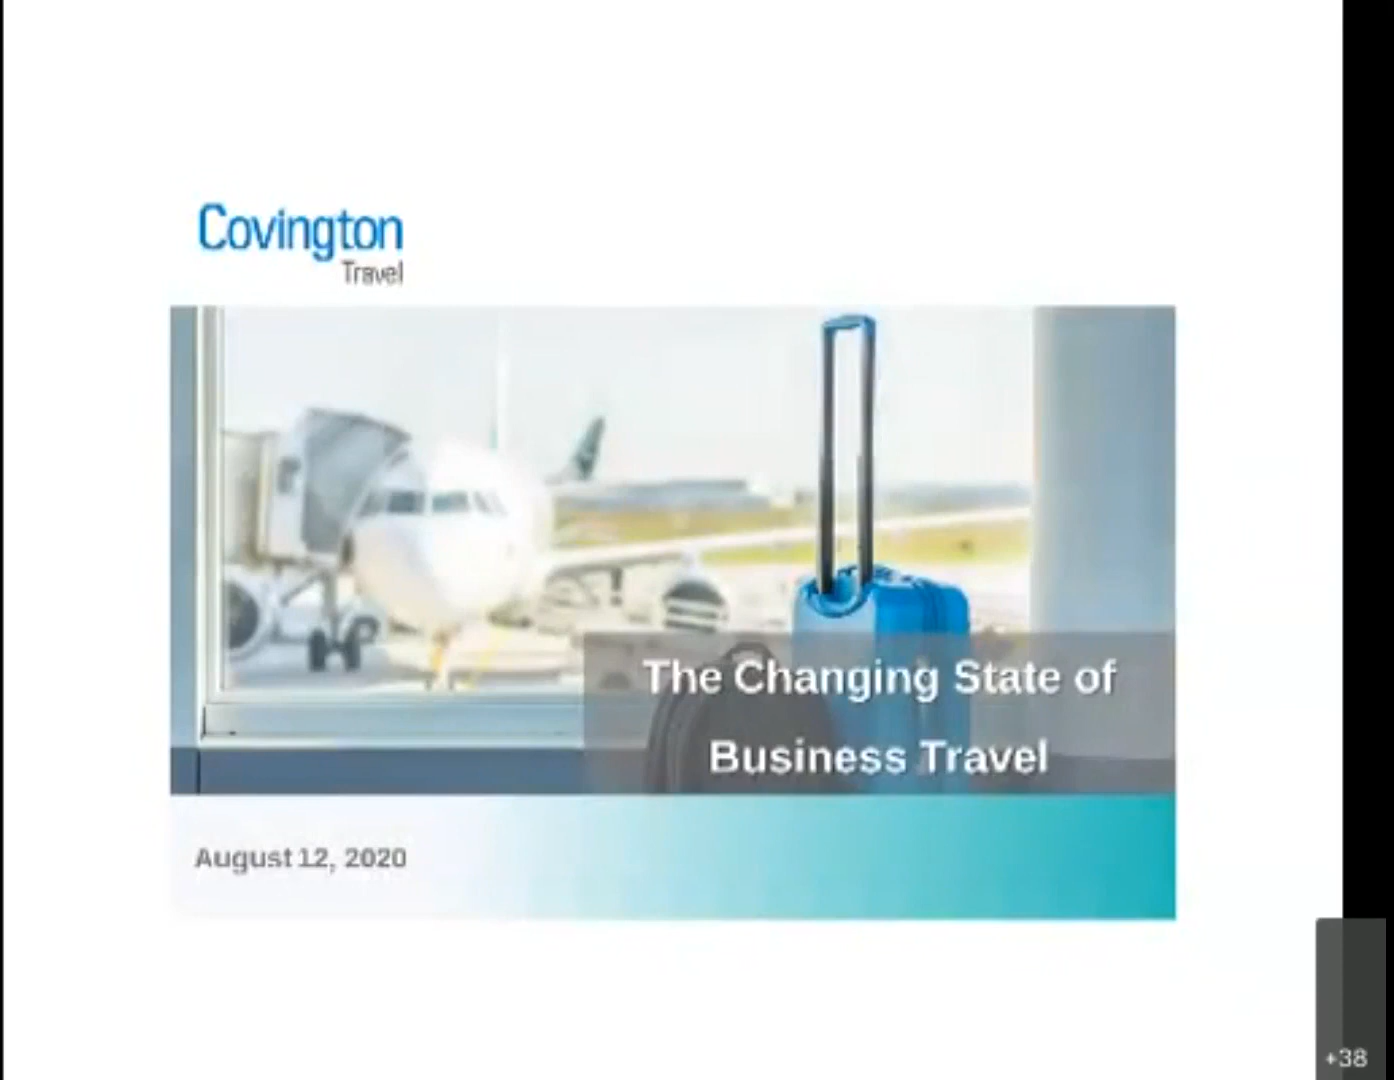 Covington
Travel
The Changing State of
Business Travel
August 12, 2020
+38